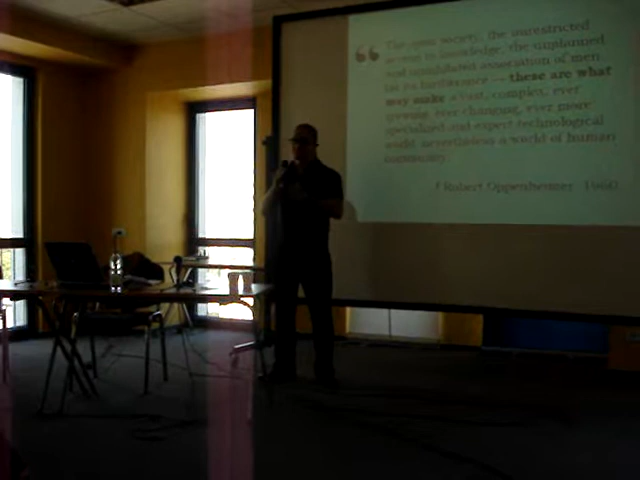 “ The open society, the unrestricted
access to knowledge, the unplanned
and uninhibited association of men
for its furtherance — these are what
may make a vast, complex, ever
growing, ever changing, ever more
specialized and expert technological
world, nevertheless a world of human
community.
J Robert Oppenheimer 1960